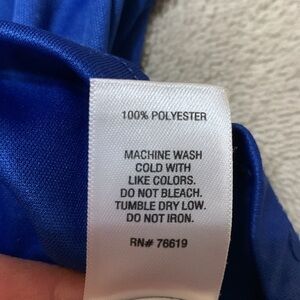 100% POLYESTER
MACHINE WASH
COLD WITH
LIKE COLORS.
DO NOT BLEACH.
TUMBLE DRY LOW.
DO NOT IRON.
RN# 76619